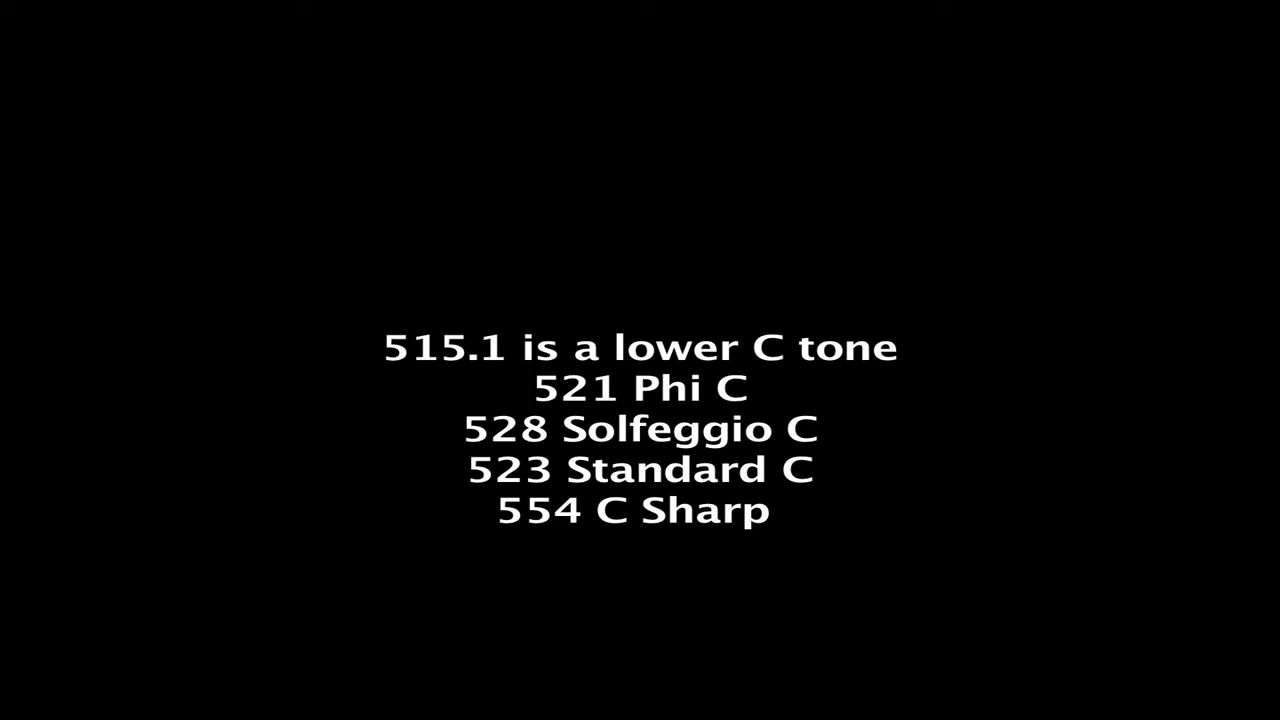 515.1 is a lower C tone
521 Phi C
528 Solfeggio C
523 Standard C
554 C Sharp